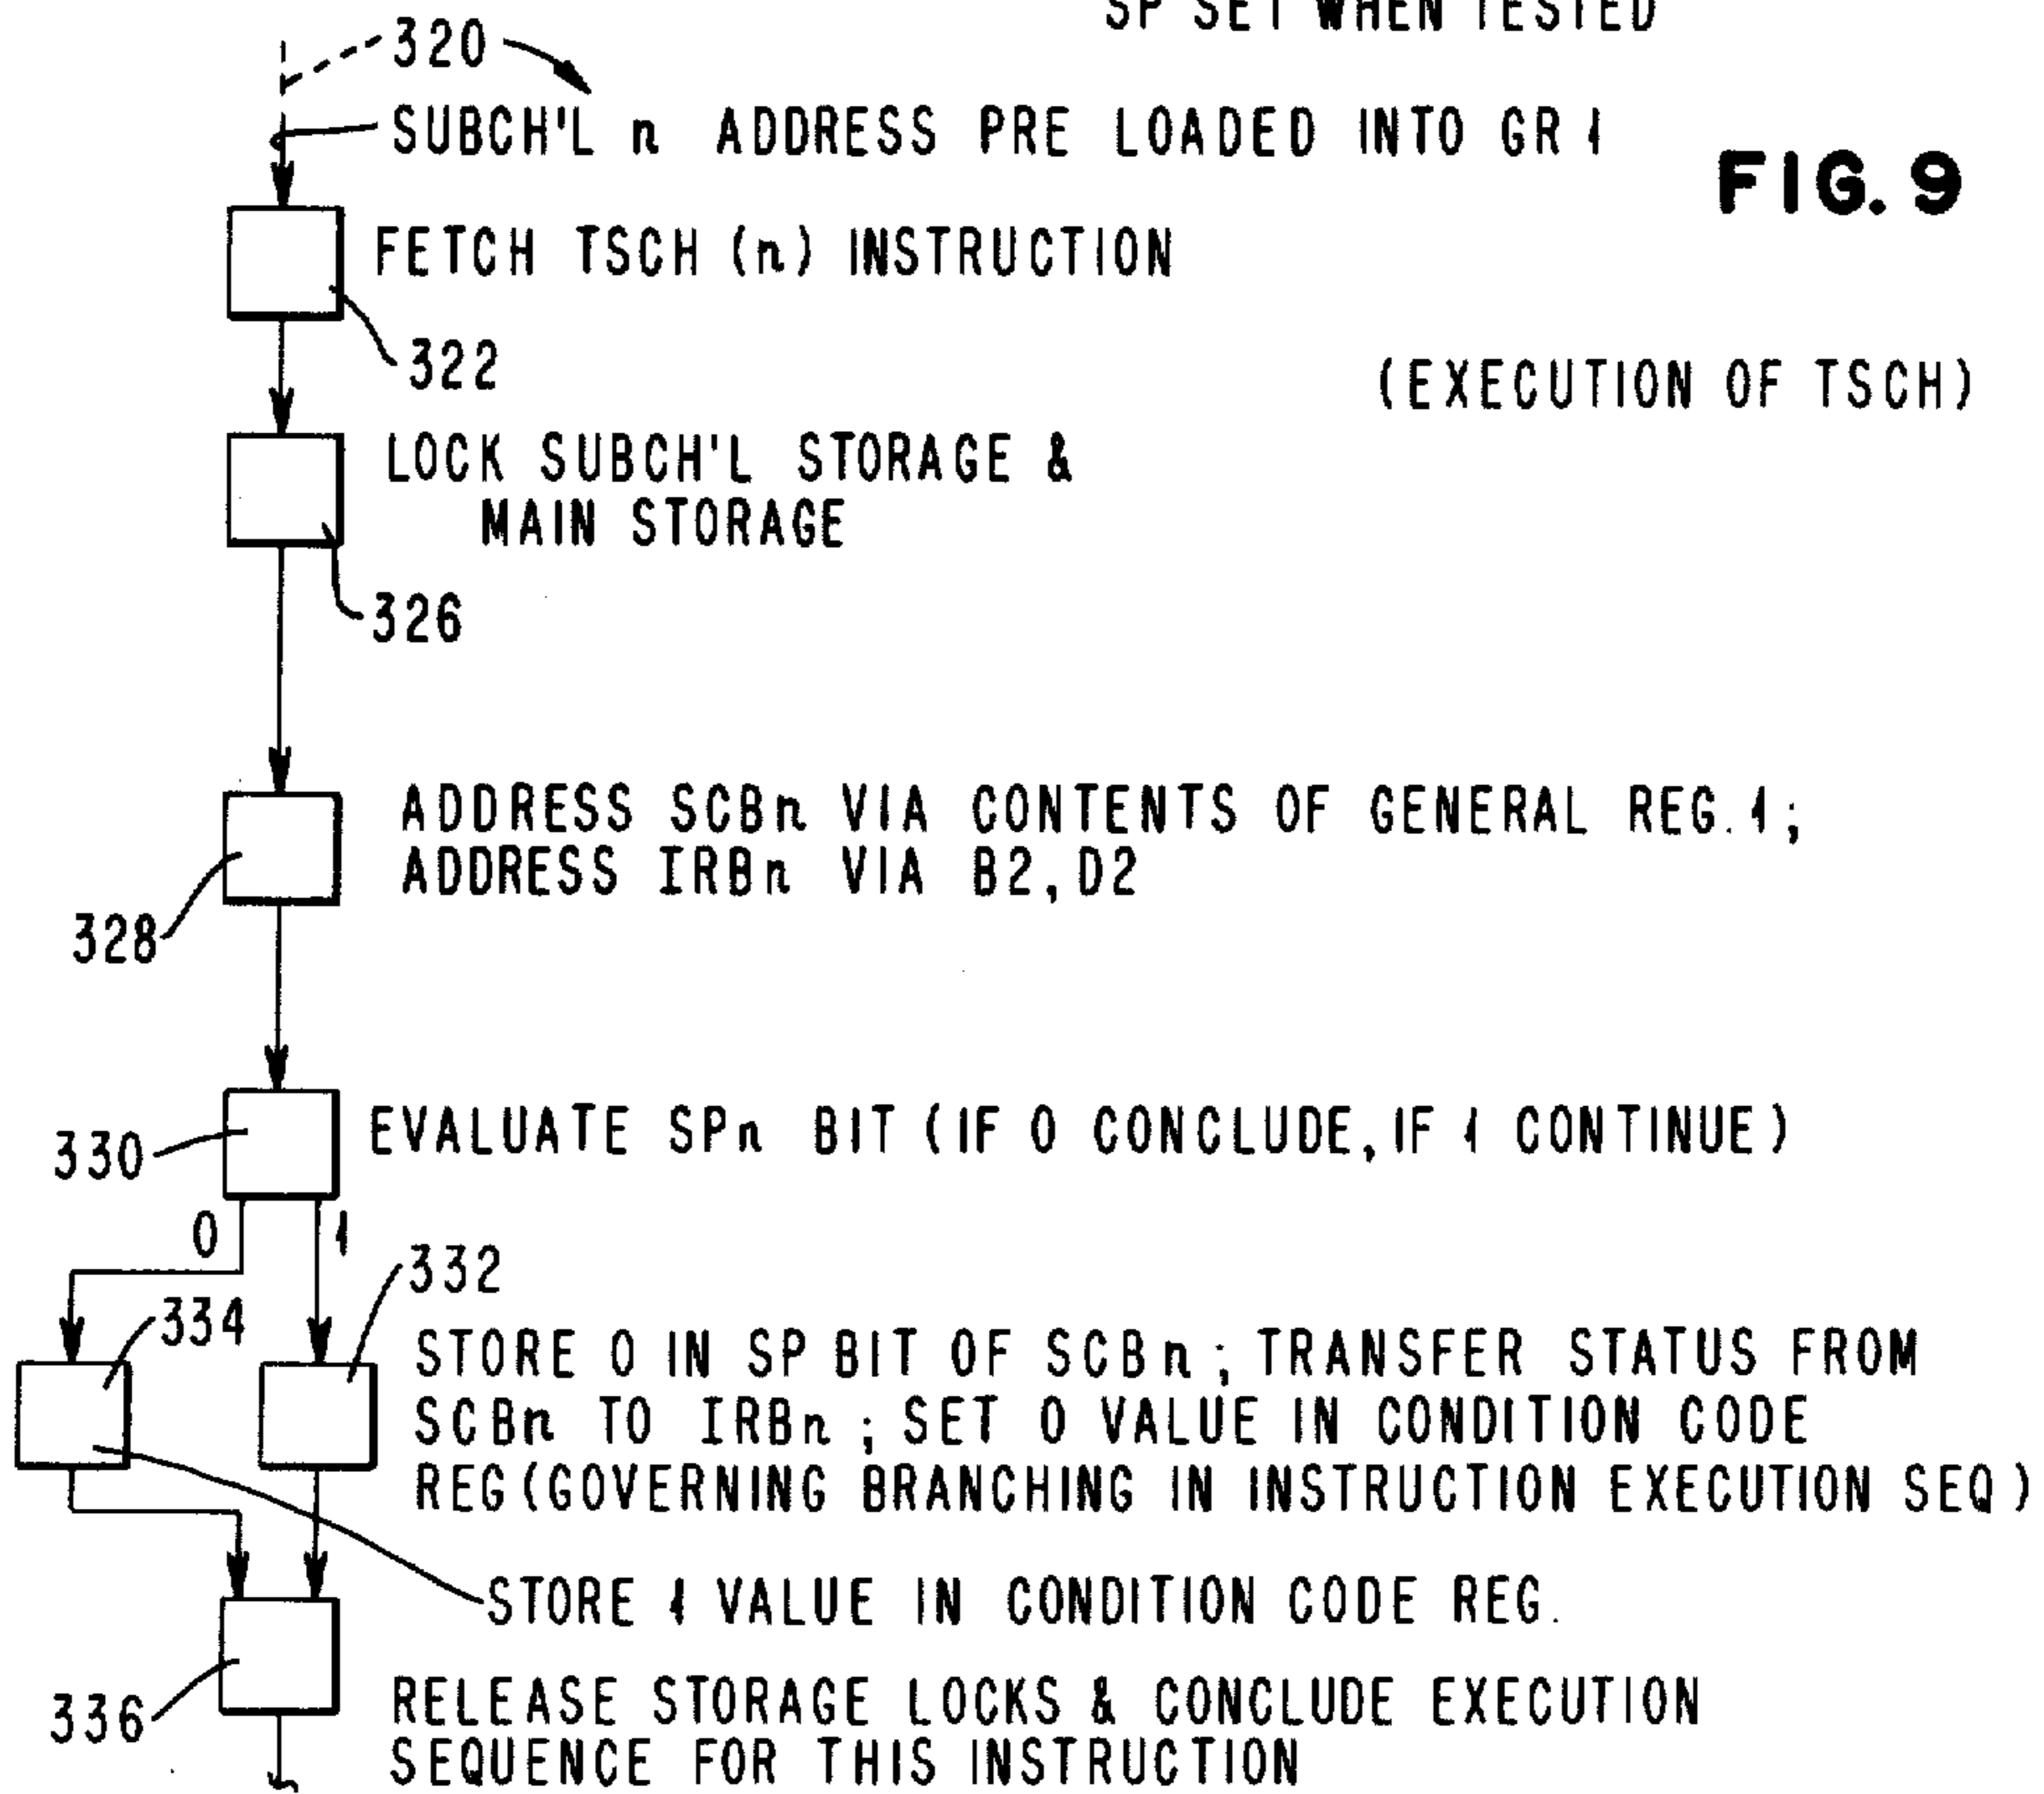 SP SET WHEN TESTED
320
SUBCH'L n ADDRESS PRE LOADED INTO GR 1
FIG. 9
FETCH TSCH (n) INSTRUCTION
322
(EXECUTION OF TSCH)
LOCK SUBCH'L STORAGE &
MAIN STORAGE
326
ADDRESS SCBn VIA CONTENTS OF GENERAL REG. 1;
ADDRESS IRBn VIA B2, D2
328
EVALUATE SPn BIT (IF 0 CONCLUDE, IF 1 CONTINUE)
330
0 1
332
334
STORE 0 IN SP BIT OF SCBn; TRANSFER STATUS FROM
SCBn TO IRBn; SET 0 VALUE IN CONDITION CODE
REG (GOVERNING BRANCHING IN INSTRUCTION EXECUTION SEQ)
STORE 1 VALUE IN CONDITION CODE REG.
336
RELEASE STORAGE LOCKS & CONCLUDE EXECUTION
SEQUENCE FOR THIS INSTRUCTION